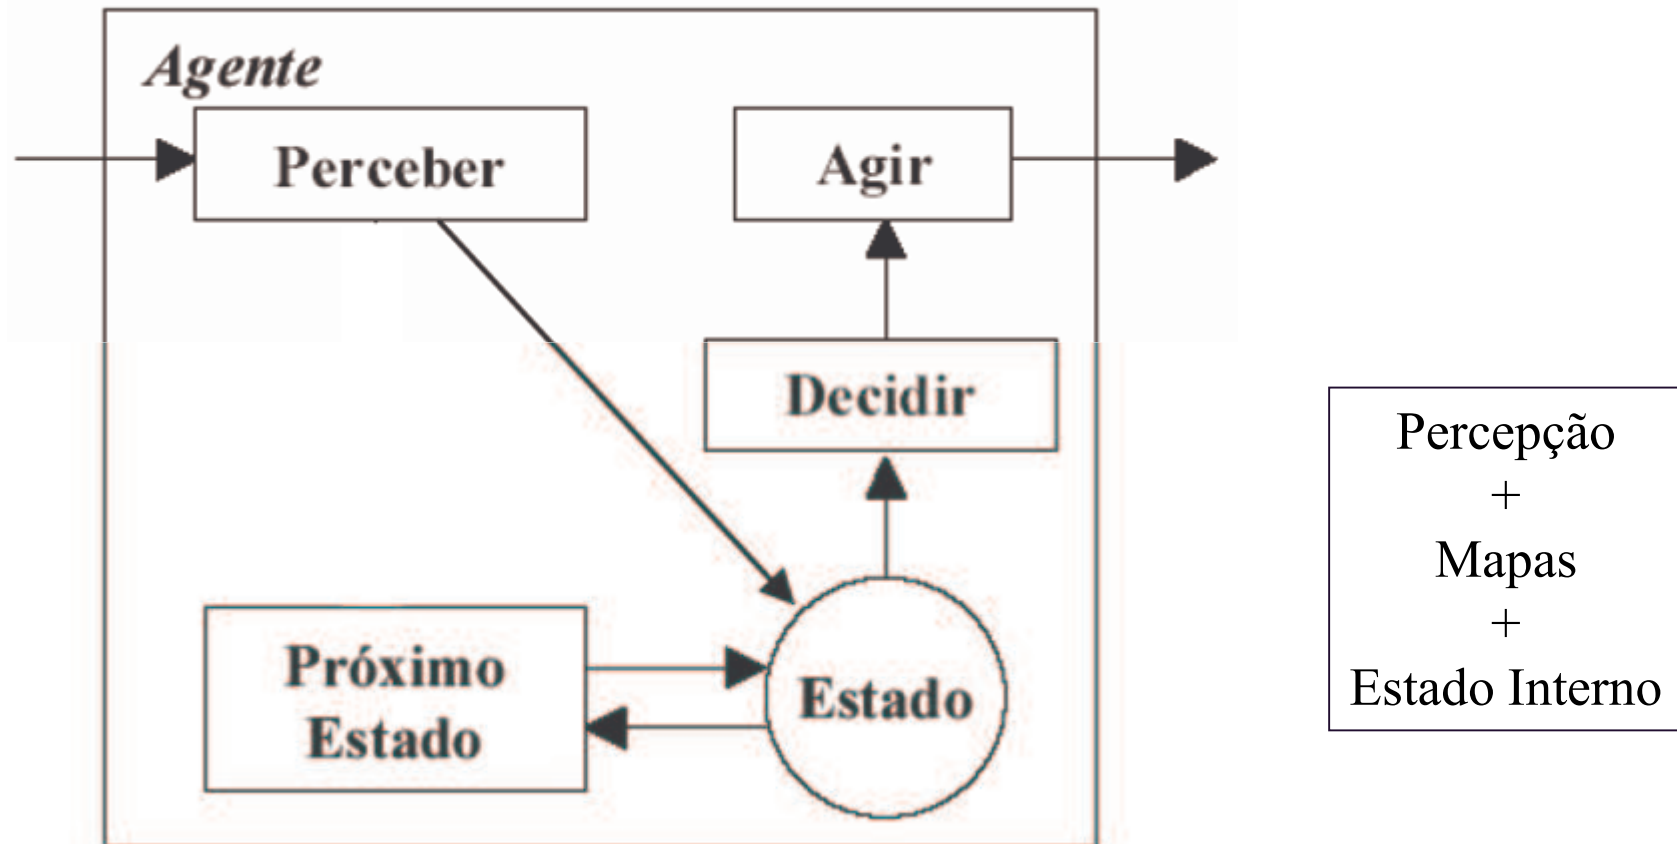 Agente
Perceber
Agir
Decidir
Próximo
Estado
Estado
Percepção
+
Mapas
+
Estado Interno